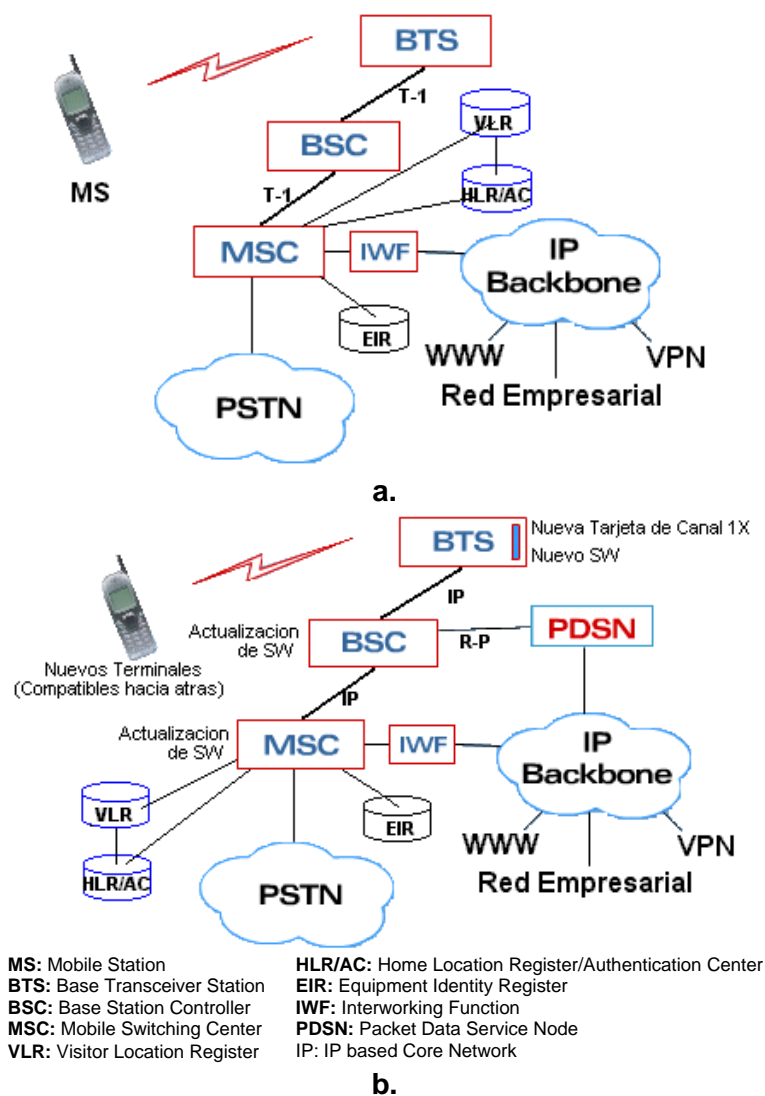 BTS
T-1
VLR
BSC
MS
T-1
HLR/AC
MSC
IWF
IP
Backbone
EIR
WWW
VPN
Red Empresarial
PSTN
a.
BTS
Nueva Tarjeta de Canal 1X
Nuevo SW
IP
Actualizacion
de SW
BSC
R-P
PDSN
Nuevos Terminales
(Compatibles hacia atras)
IP
Actualizacion
de SW
MSC
IWF
IP
Backbone
VLR
EIR
WWW
VPN
HLR/AC
PSTN
Red Empresarial
MS: Mobile Station
BTS: Base Transceiver Station
BSC: Base Station Controller
MSC: Mobile Switching Center
VLR: Visitor Location Register
HLR/AC: Home Location Register/Authentication Center
EIR: Equipment Identity Register
IWF: Interworking Function
PDSN: Packet Data Service Node
IP: IP based Core Network
b.